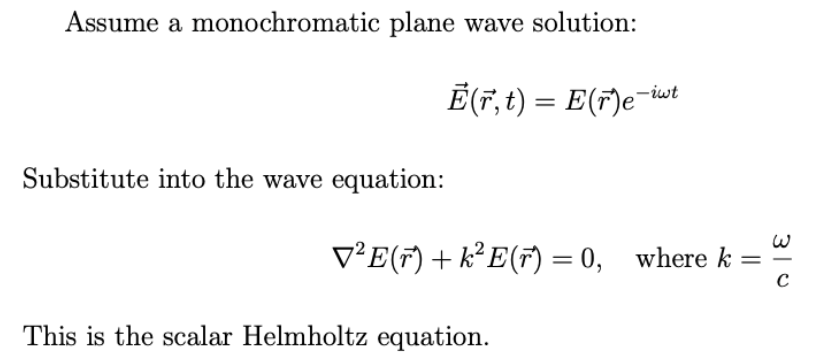 Assume a monochromatic plane wave solution:
$\vec{E}(\vec{r}, t) = E(\vec{r})e^{-i\omega t}$
Substitute into the wave equation:
$\nabla^2 E(\vec{r}) + k^2 E(\vec{r}) = 0, \quad \text{where } k = \frac{\omega}{c}$
This is the scalar Helmholtz equation.